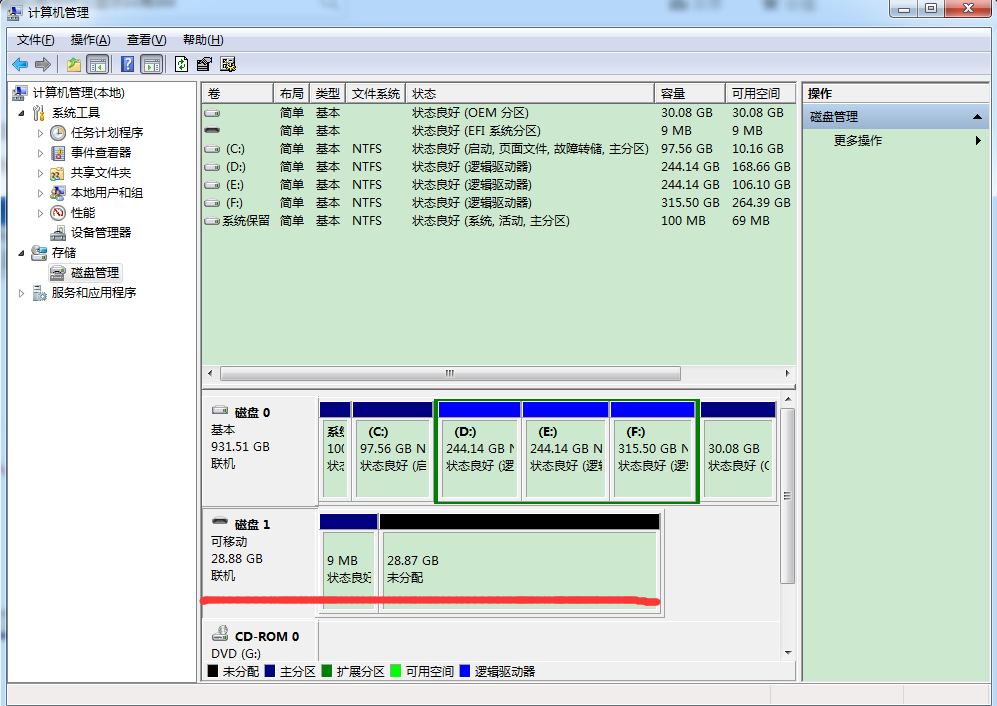 计算机管理
文件(F) 操作(A) 查看(V) 帮助(H)
计算机管理(本地)
系统工具
任务计划程序
事件查看器
共享文件夹
本地用户和组
性能
设备管理器
存储
磁盘管理
服务和应用程序
卷 布局 类型 文件系统 状态 容量 可用空间
简单 基本 状态良好 (OEM 分区) 30.08 GB 30.08 GB
简单 基本 状态良好 (EFI 系统分区) 9 MB 9 MB
(C:) 简单 基本 NTFS 状态良好 (启动, 页面文件, 故障转储, 主分区) 97.56 GB 10.16 GB
(D:) 简单 基本 NTFS 状态良好 (逻辑驱动器) 244.14 GB 168.66 GB
(E:) 简单 基本 NTFS 状态良好 (逻辑驱动器) 244.14 GB 106.10 GB
(F:) 简单 基本 NTFS 状态良好 (逻辑驱动器) 315.50 GB 264.39 GB
系统保留 简单 基本 NTFS 状态良好 (系统, 活动, 主分区) 100 MB 69 MB
磁盘 0
基本
931.51 GB
联机
系统
100
状态
(C:)
97.56 GB N
状态良好 (启
(D:)
244.14 GB N
状态良好 (逻
(E:)
244.14 GB N
状态良好 (逻辑
(F:)
315.50 GB N
状态良好 (逻辑
30.08 GB
状态良好 (O
磁盘 1
可移动
28.88 GB
联机
9 MB
状态良好
28.87 GB
未分配
CD-ROM 0
DVD (G:)
未分配 主分区 扩展分区 可用空间 逻辑驱动器
操作
磁盘管理
更多操作